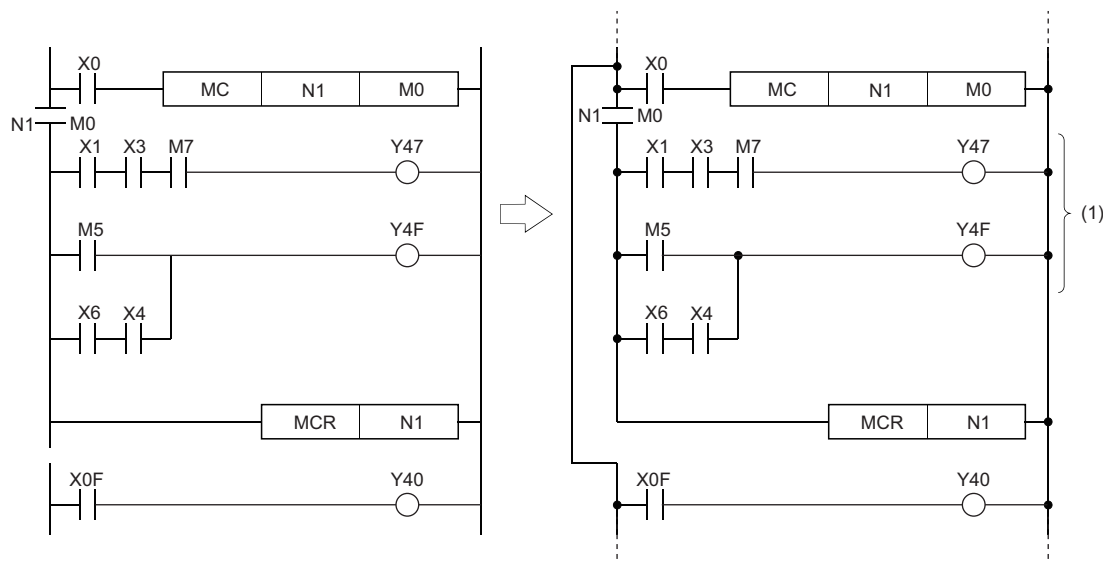 X0
MC N1 M0
N1 M0
X1 X3 M7 Y47
M5 Y4F
X6 X4
MCR N1
X0F Y40
X0
MC N1 M0
N1 M0
X1 X3 M7 Y47
(1)
M5 Y4F
X6 X4
MCR N1
X0F Y40